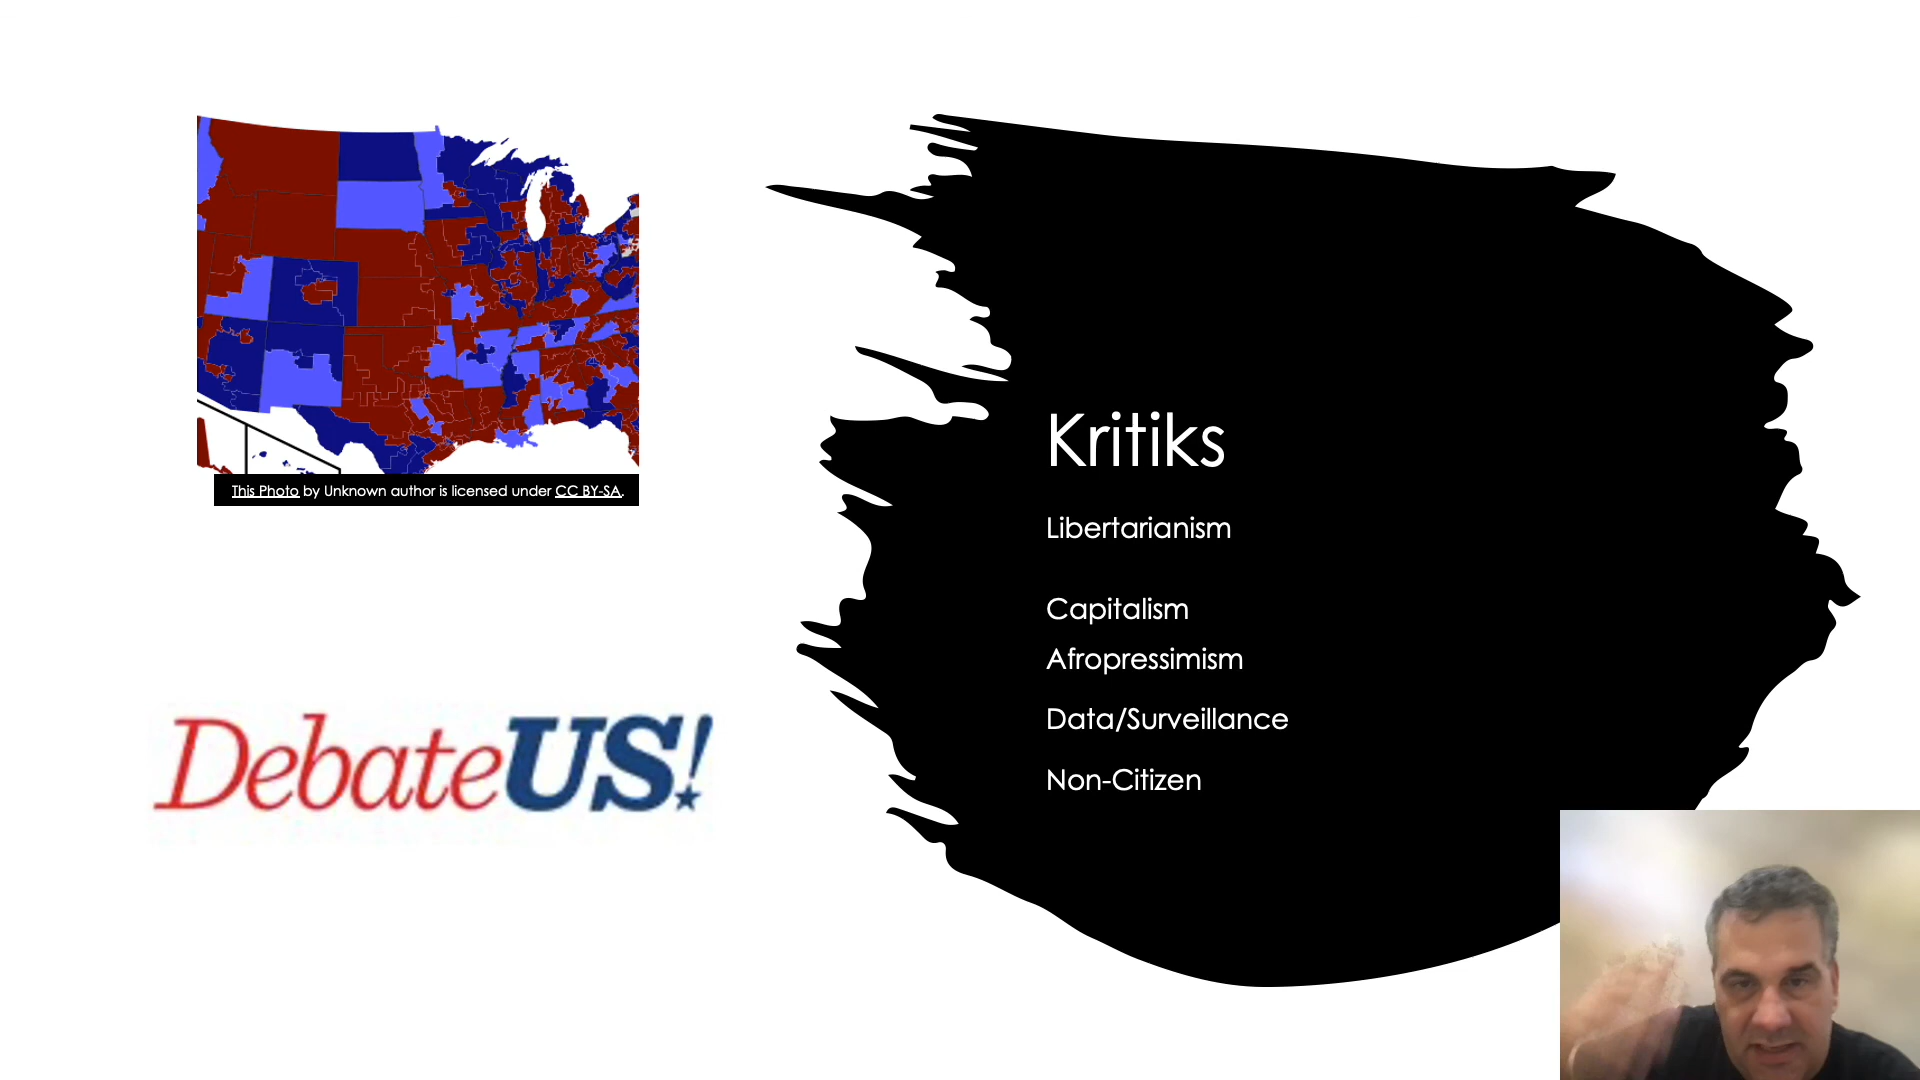 This Photo by Unknown author is licensed under CC BY-SA.
DebateUS!
Kritiks
Libertarianism
Capitalism
Afropressimism
Data/Surveillance
Non-Citizen